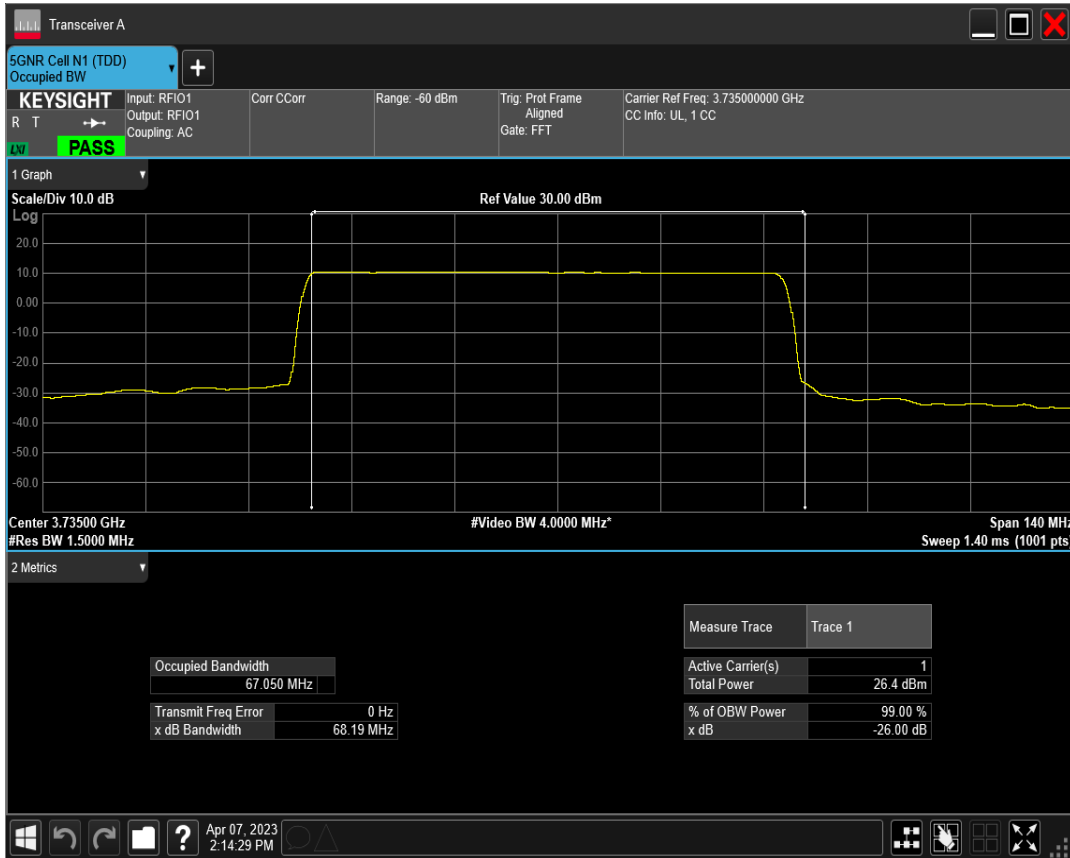 Transceiver A
5GNR Cell N1 (TDD)
Occupied BW
+
KEYSIGHT
R T
LXI
PASS
Input: RFIO1
Output: RFIO1
Coupling: AC
Corr CCorr
Range: -60 dBm
Trig: Prot Frame
Aligned
Gate: FFT
Carrier Ref Freq: 3.735000000 GHz
CC Info: UL, 1 CC
1 Graph
Scale/Div 10.0 dB
Ref Value 30.00 dBm
Log
20.0
10.0
0.00
-10.0
-20.0
-30.0
-40.0
-50.0
-60.0
Center 3.73500 GHz
#Video BW 4.0000 MHz*
Span 140 MHz
#Res BW 1.5000 MHz
Sweep 1.40 ms (1001 pts)
2 Metrics
Measure Trace Trace 1
Occupied Bandwidth
67.050 MHz
Transmit Freq Error 0 Hz
x dB Bandwidth 68.19 MHz
Active Carrier(s) 1
Total Power 26.4 dBm
% of OBW Power 99.00 %
x dB -26.00 dB
?
Apr 07, 2023
2:14:29 PM